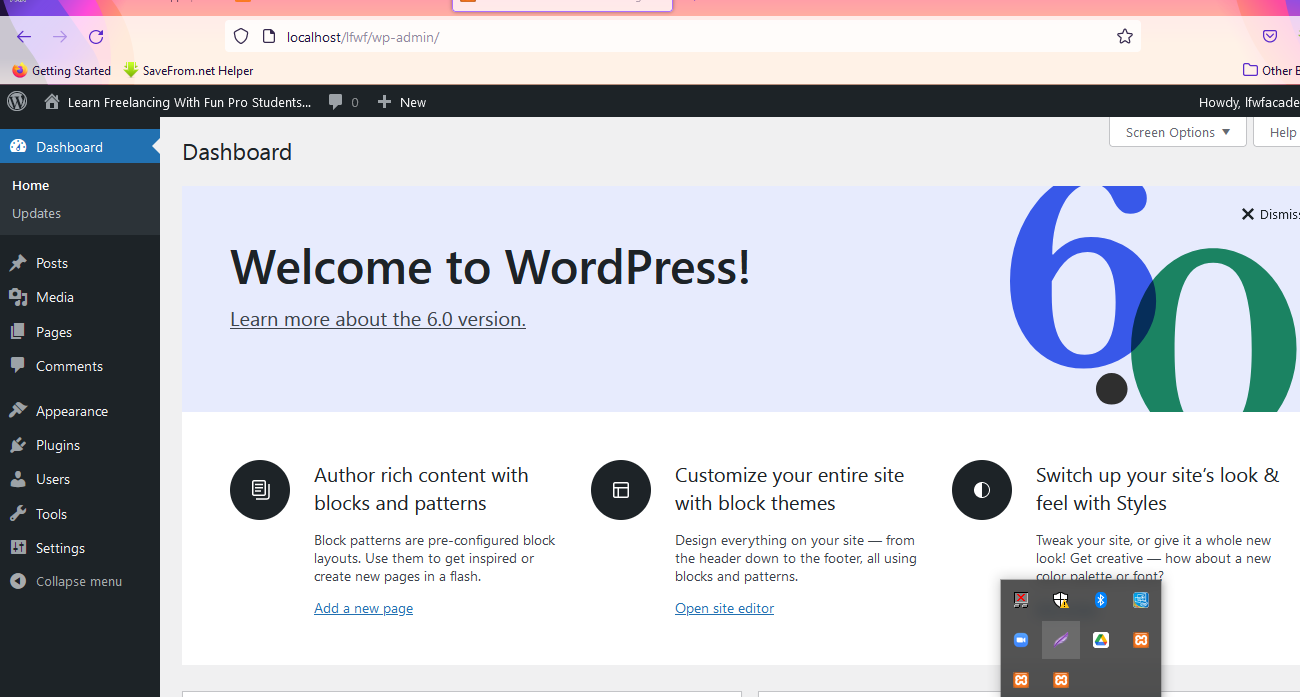 localhost/lfwf/wp-admin/
Getting Started
SaveFrom.net Helper
Other
Learn Freelancing With Fun Pro Students...
0
New
Howdy, lfwfacade
Dashboard
Home
Updates
Posts
Media
Pages
Comments
Appearance
Plugins
Users
Tools
Settings
Collapse menu
Screen Options
Help
Dashboard
6.0
Dismiss
Welcome to WordPress!
Learn more about the 6.0 version.
Author rich content with
blocks and patterns
Block patterns are pre-configured block
layouts. Use them to get inspired or
create new pages in a flash.
Add a new page
Customize your entire site
with block themes
Design everything on your site — from
the header down to the footer, all using
blocks and patterns.
Open site editor
Switch up your site’s look &
feel with Styles
Tweak your site, or give it a whole new
look! Get creative — how about a new
color palette or font?